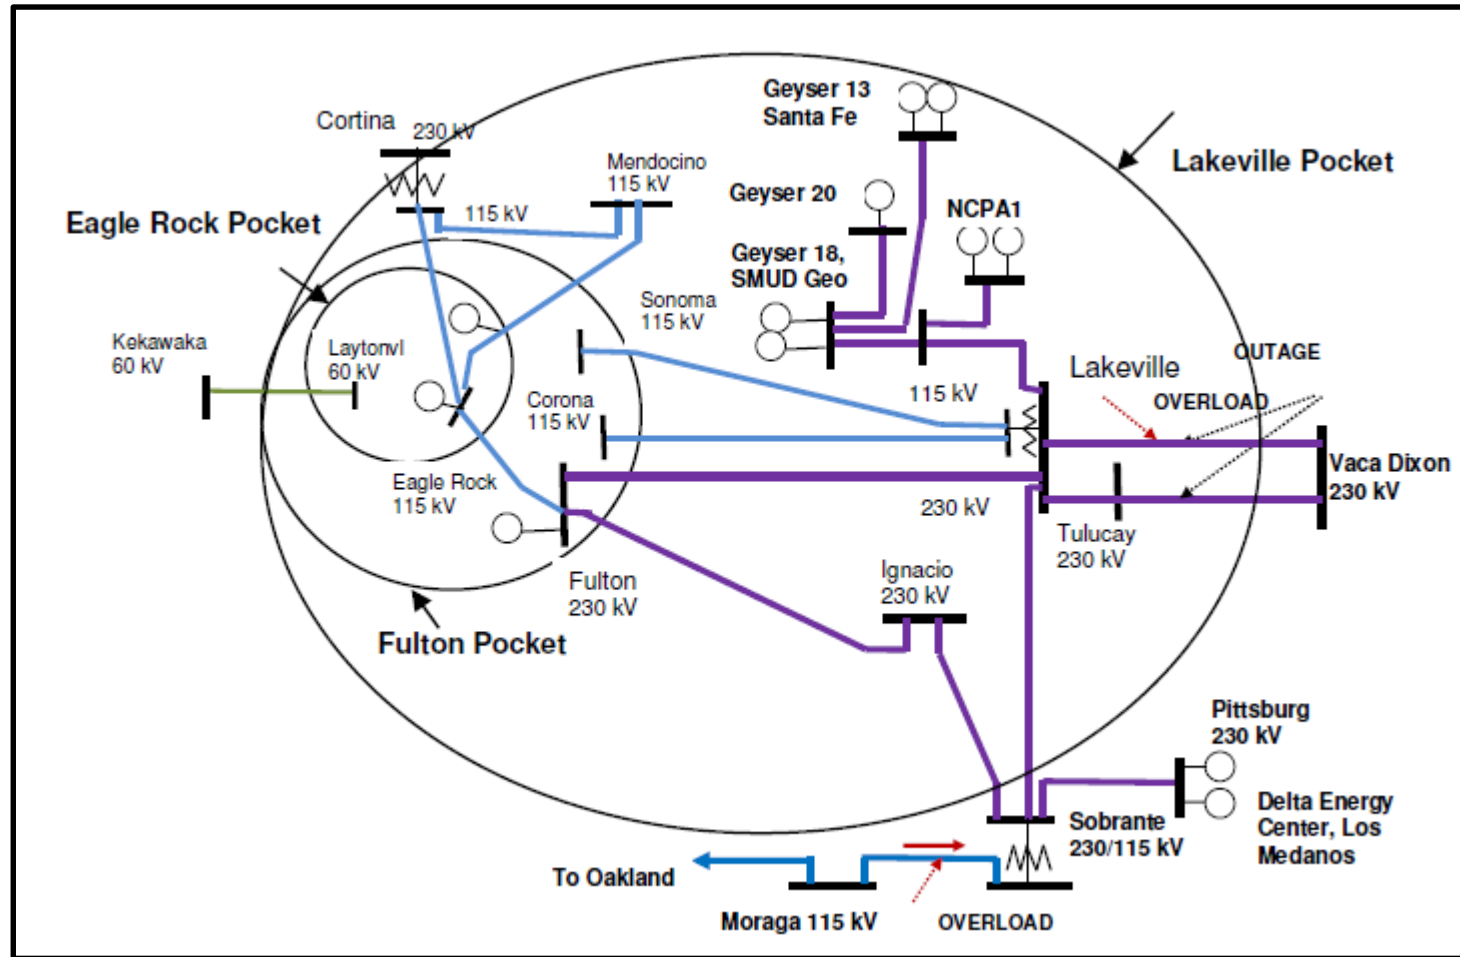 Cortina
230 kV
Geyser 13
Santa Fe
Mendocino
115 kV
Lakeville Pocket
Geyser 20
NCPA1
Eagle Rock Pocket
115 kV
Geyser 18,
SMUD Geo
Sonoma
115 kV
Kekawaka
60 kV
Laytonvl
60 kV
OUTAGE
Lakeville
OVERLOAD
Corona
115 kV
115 kV
Vaca Dixon
230 kV
Eagle Rock
115 kV
230 kV
Tulucay
230 kV
Fulton
230 kV
Ignacio
230 kV
Fulton Pocket
Pittsburg
230 kV
Delta Energy
Center, Los
Medanos
Sobrante
230/115 kV
To Oakland
Moraga 115 kV
OVERLOAD